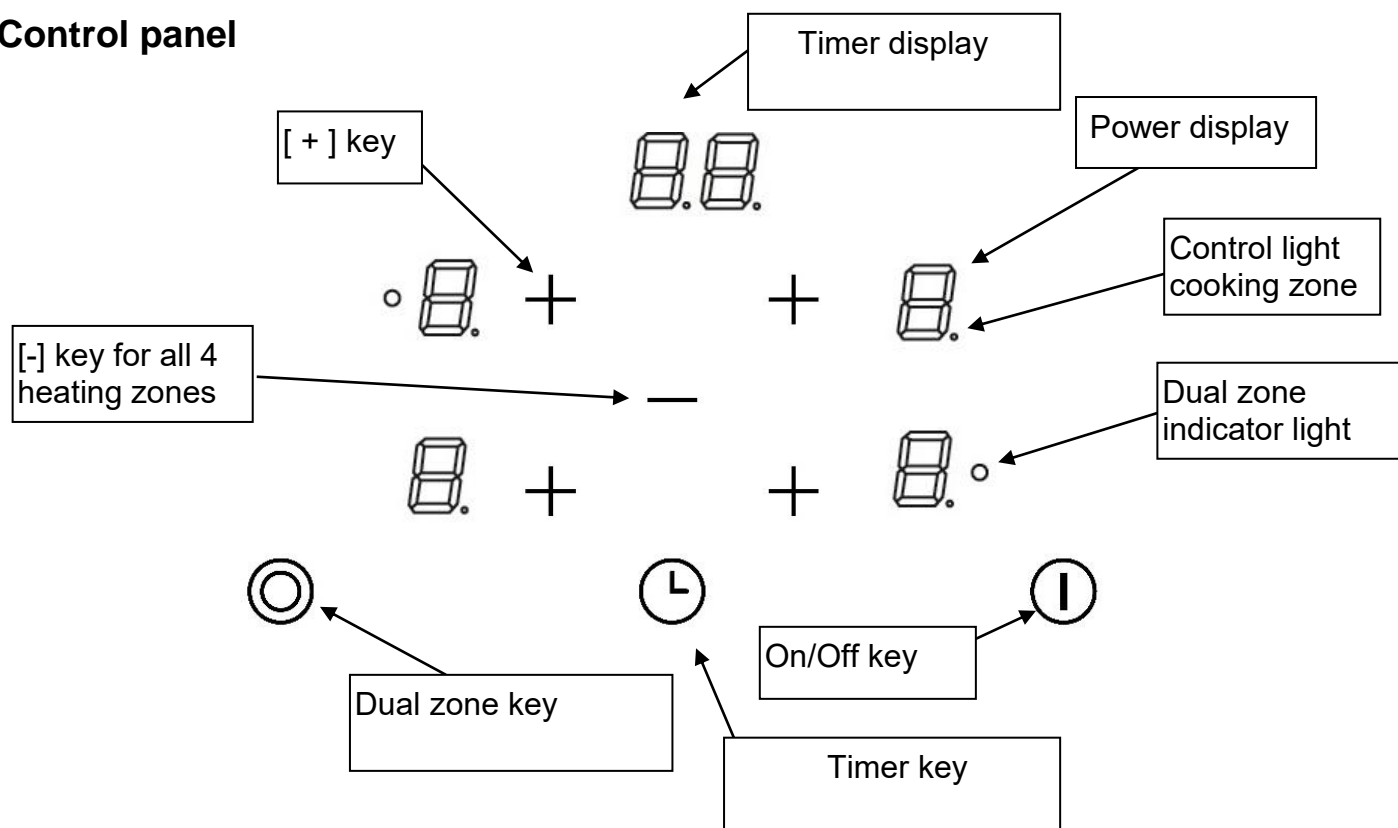 Control panel
Timer display
[ + ] key
Power display
Control light
cooking zone
[-] key for all 4
heating zones
Dual zone
indicator light
On/Off key
Dual zone key
Timer key